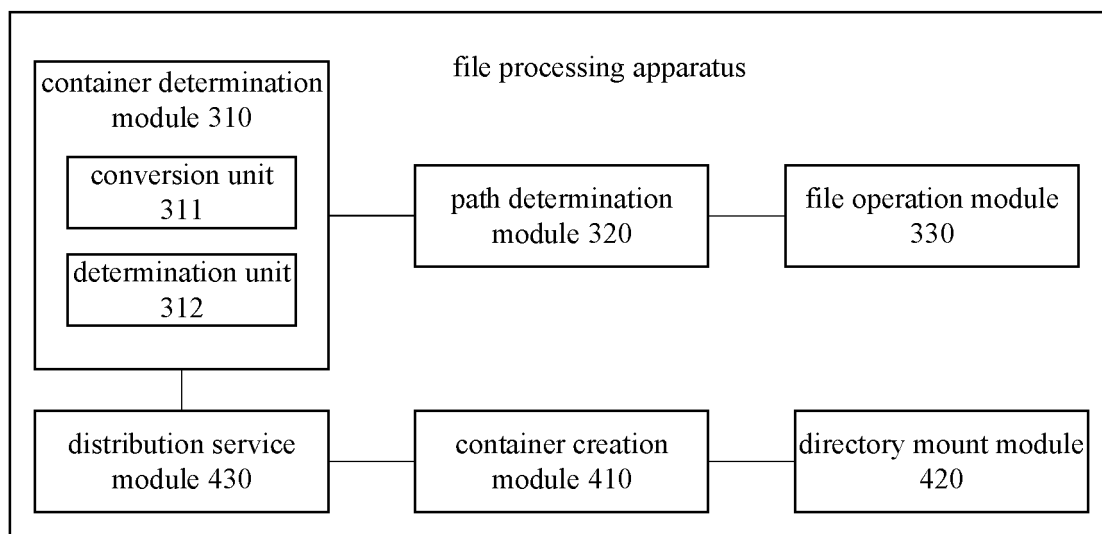 file processing apparatus
container determination
module 310
conversion unit
311
determination unit
312
path determination
module 320
file operation module
330
distribution service
module 430
container creation
module 410
directory mount module
420